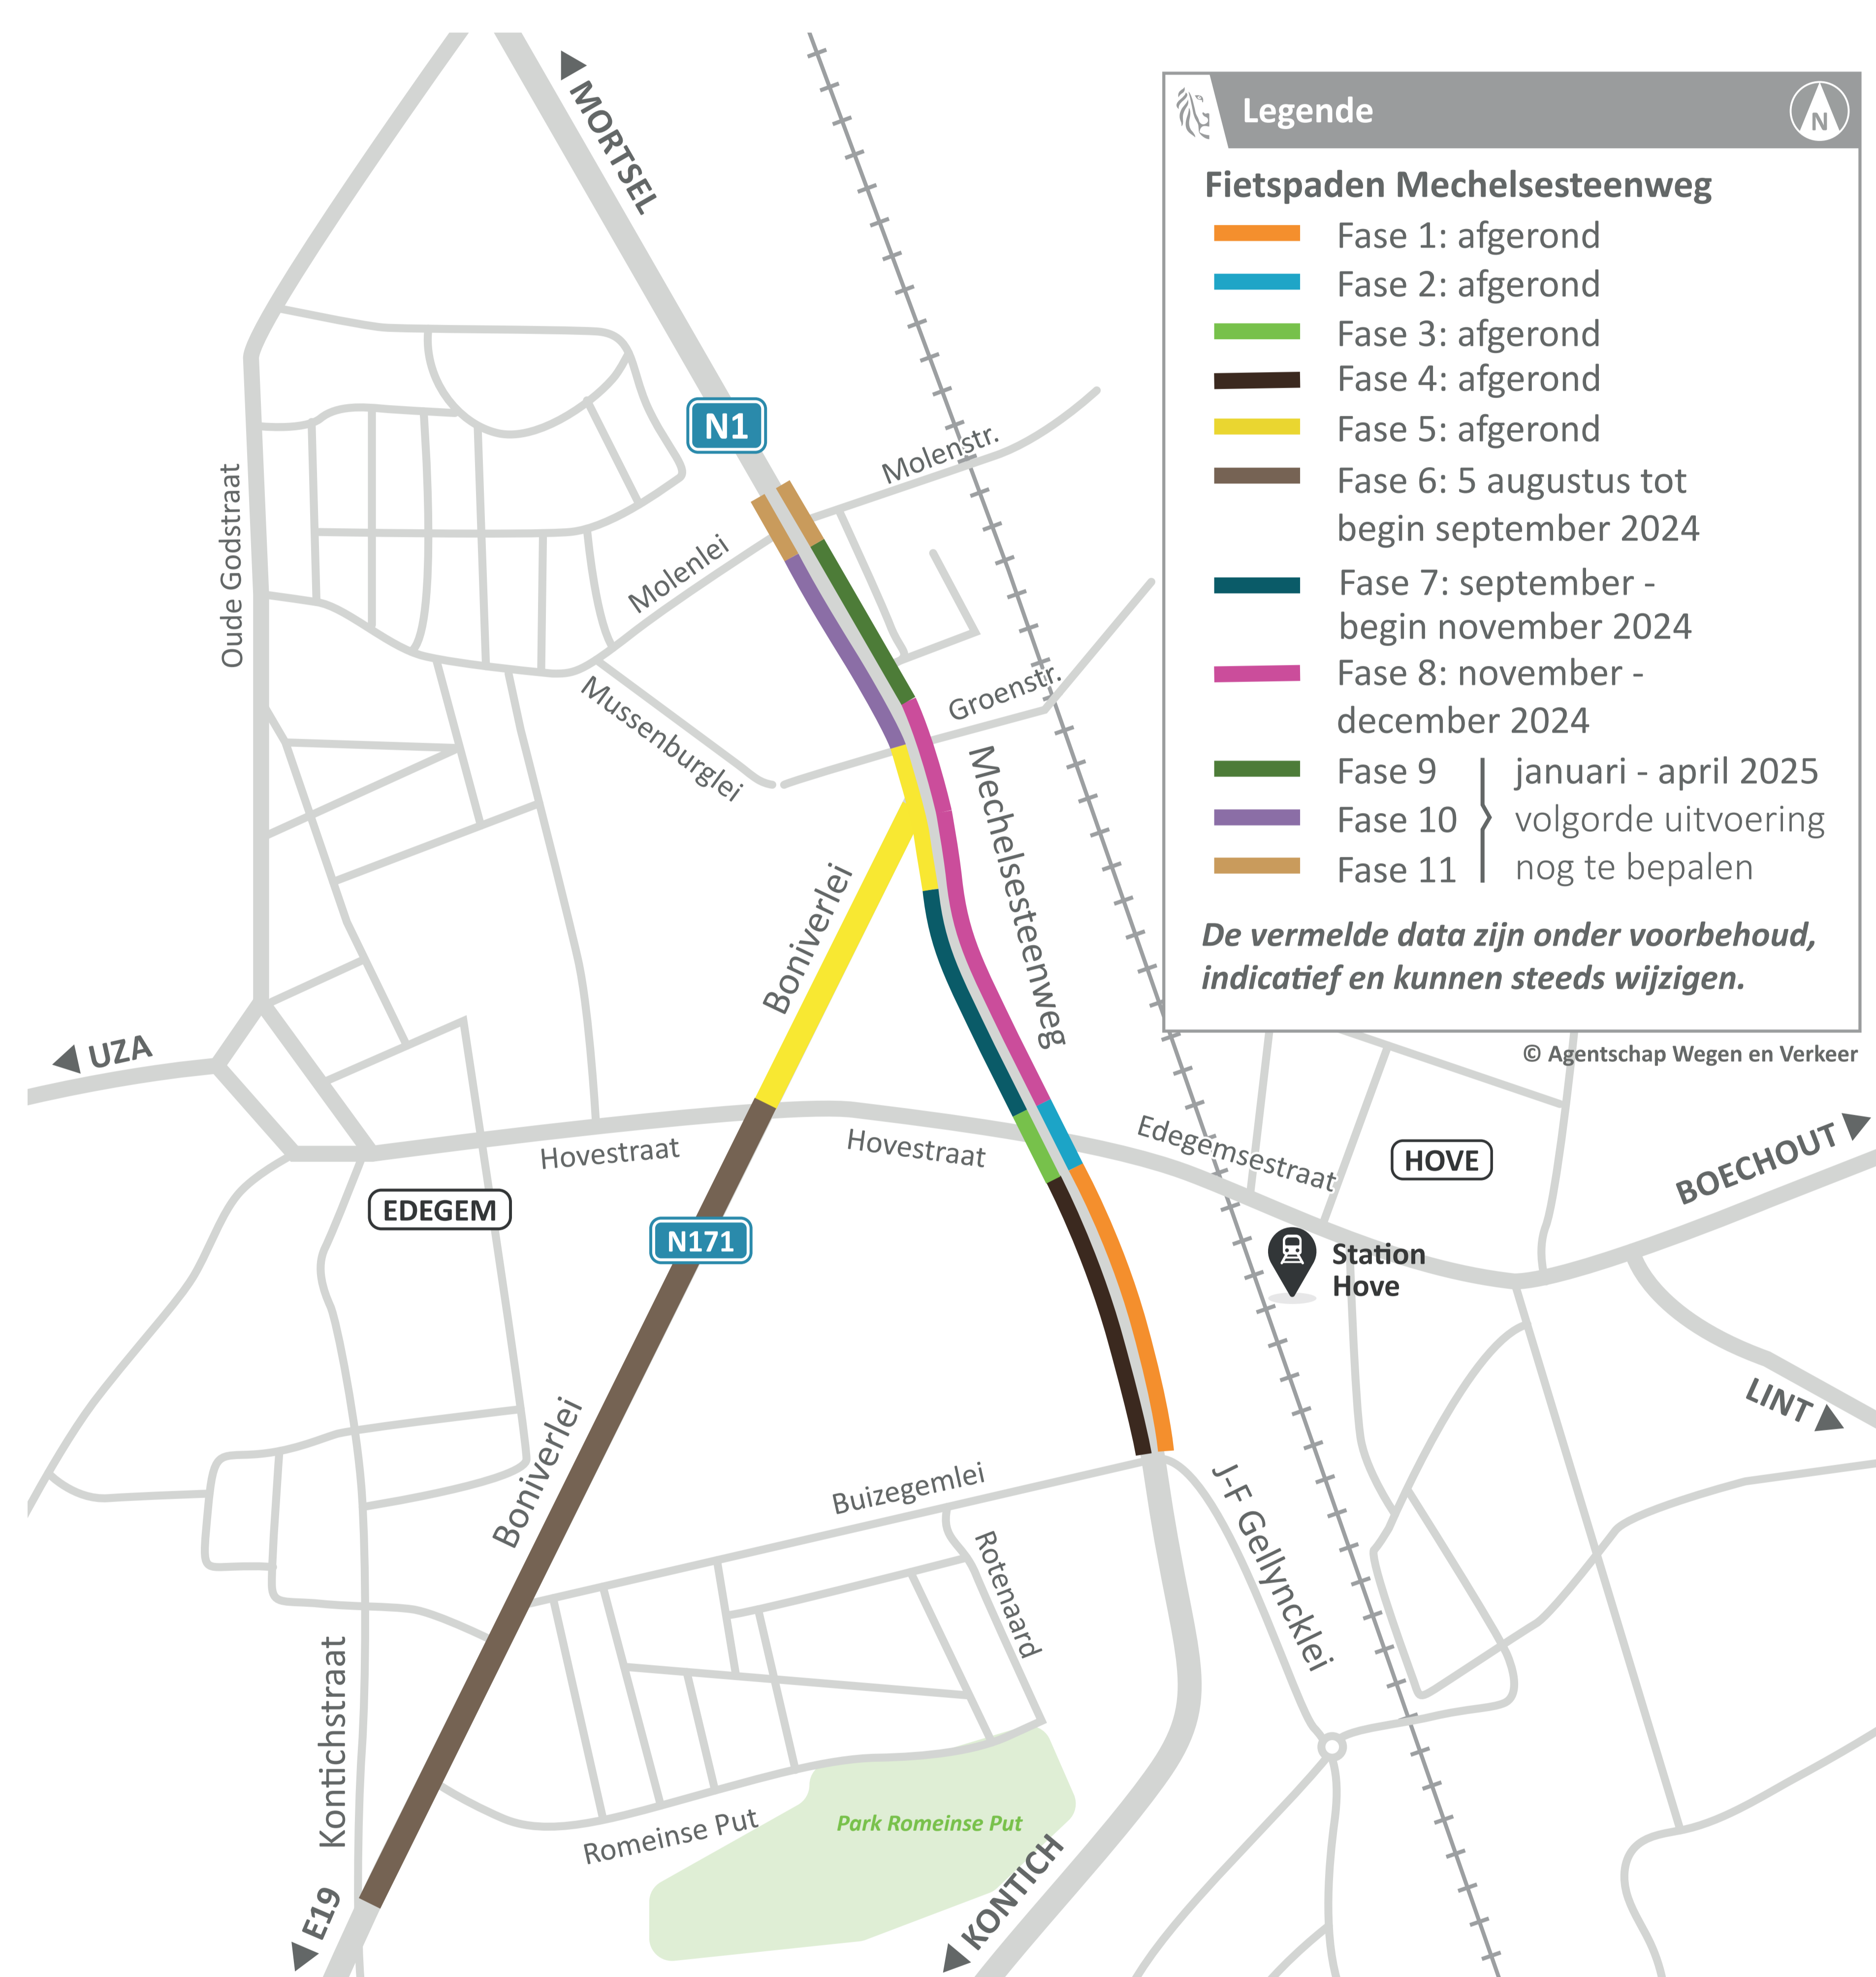 MORTSEL
Legende
N
Fietspaden Mechelsesteenweg
Fase 1: afgerond
Fase 2: afgerond
Fase 3: afgerond
Fase 4: afgerond
Fase 5: afgerond
Fase 6: 5 augustus tot
begin september 2024
Fase 7: september -
begin november 2024
Fase 8: november -
december 2024
Fase 9
Fase 10
Fase 11
januari - april 2025
volgorde uitvoering
nog te bepalen
De vermelde data zijn onder voorbehoud,
indicatief en kunnen steeds wijzigen.
© Agentschap Wegen en Verkeer
N1
Molenstr.
Oude Godstraat
Molenlei
Mussenburglei
Groenstr.
Mechelsesteenweg
Boniverlei
UZA
Hovestraat
Hovestraat
Edegemsestraat
HOVE
BOECHOUT
EDEGEM
N171
Station
Hove
LINT
Boniverlei
Buizegemlei
J-F Gellyncklei
Rotenaard
Kontichstraat
Romeinse Put
Park Romeinse Put
KONTICH
E19